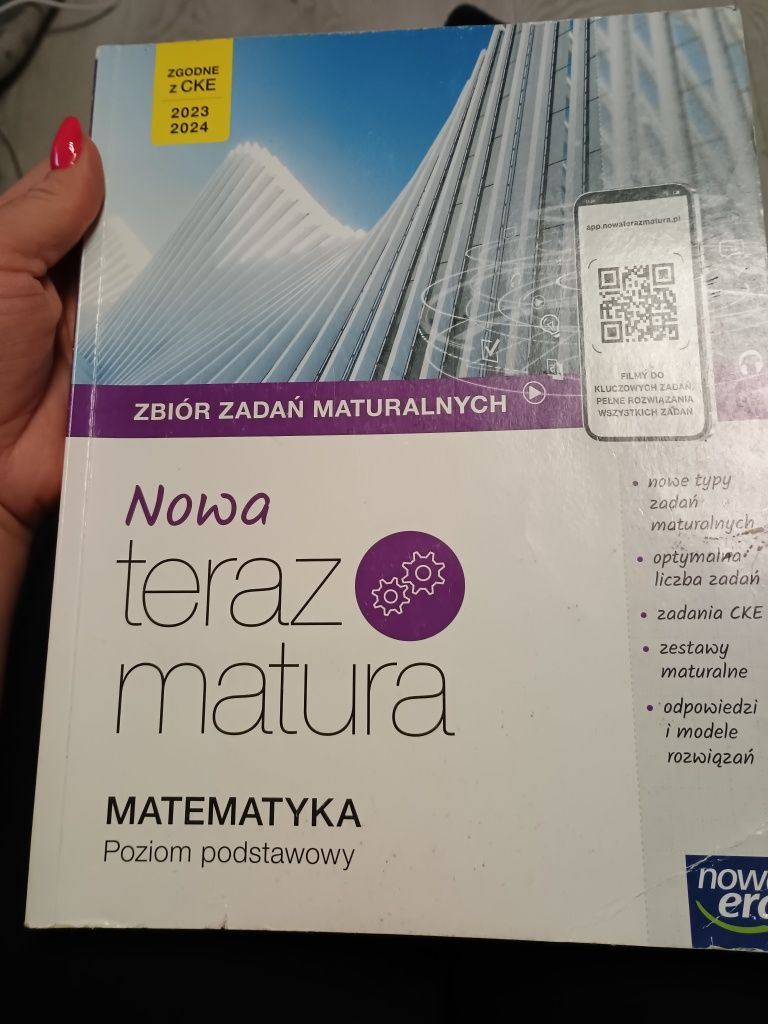 ZGODNE
z CKE
2023
2024
app.nowaterazmatura.pl
FILMY DO
KLUCZOWYCH ZADAŃ,
PEŁNE ROZWIĄZANIA
WSZYSTKICH ZADAŃ
ZBIÓR ZADAŃ MATURALNYCH
Nowa
teraz
matura
• nowe typy
zadań
maturalnych
• optymalna
liczba zadań
• zadania CKE
• zestawy
maturalne
• odpowiedzi
i modele
rozwiązań
MATEMATYKA
Poziom podstawowy
nowa
era